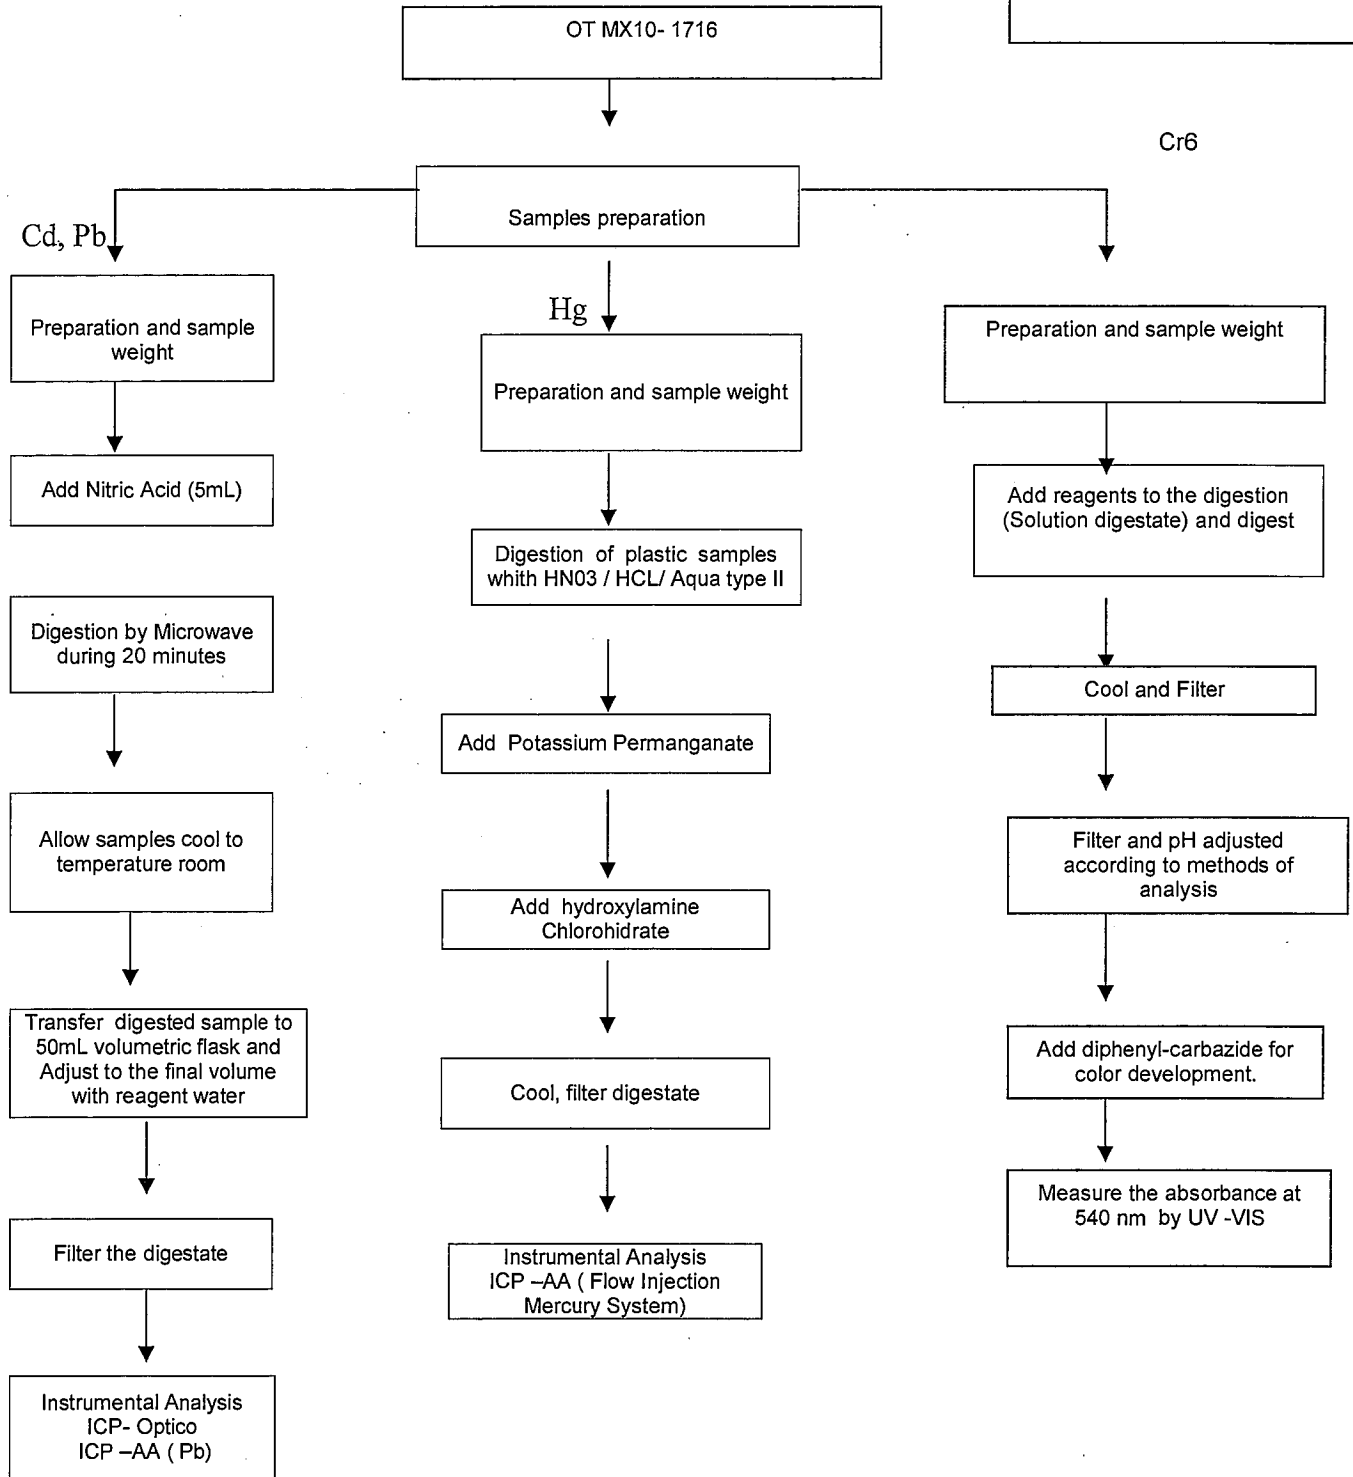 OT MX10- 1716
Samples preparation
Cd, Pb
Preparation and sample
weight
Add Nitric Acid (5mL)
Digestion by Microwave
during 20 minutes
Allow samples cool to
temperature room
Transfer digested sample to
50mL volumetric flask and
Adjust to the final volume
with reagent water
Filter the digestate
Instrumental Analysis
ICP- Optico
ICP –AA ( Pb)
Hg
Preparation and sample weight
Digestion of plastic samples
whith HN03 / HCL/ Aqua type II
Add Potassium Permanganate
Add hydroxylamine
Chlorohidrate
Cool, filter digestate
Instrumental Analysis
ICP –AA ( Flow Injection
Mercury System)
Cr6
Preparation and sample weight
Add reagents to the digestion
(Solution digestate) and digest
Cool and Filter
Filter and pH adjusted
according to methods of
analysis
Add diphenyl-carbazide for
color development.
Measure the absorbance at
540 nm by UV -VIS